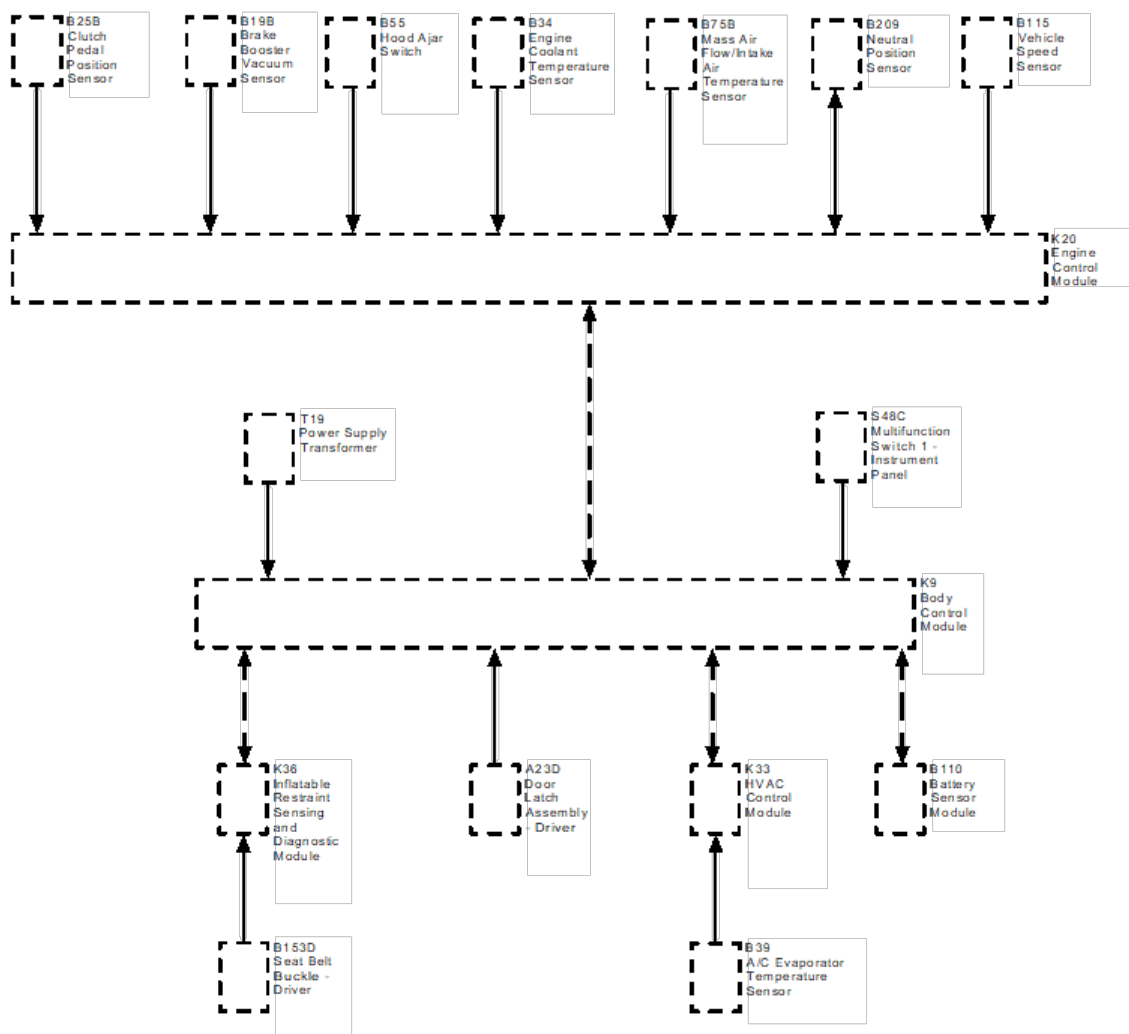 B25B
Clutch
Pedal
Position
Sensor
B19B
Brake
Booster
Vacuum
Sensor
B55
Hood Ajar
Switch
B34
Engine
Coolant
Temperature
Sensor
B75B
Mass Air
Flow/Intake
Air
Temperature
Sensor
B209
Neutral
Position
Sensor
B115
Vehicle
Speed
Sensor
K20
Engine
Control
Module
T19
Power Supply
Transformer
S48C
Multifunction
Switch 1 -
Instrument
Panel
K9
Body
Control
Module
K36
Inflatable
Restraint
Sensing
and
Diagnostic
Module
A23D
Door
Latch
Assembly
- Driver
K33
HVAC
Control
Module
B110
Battery
Sensor
Module
B153D
Seat Belt
Buckle -
Driver
B39
A/C Evaporator
Temperature
Sensor